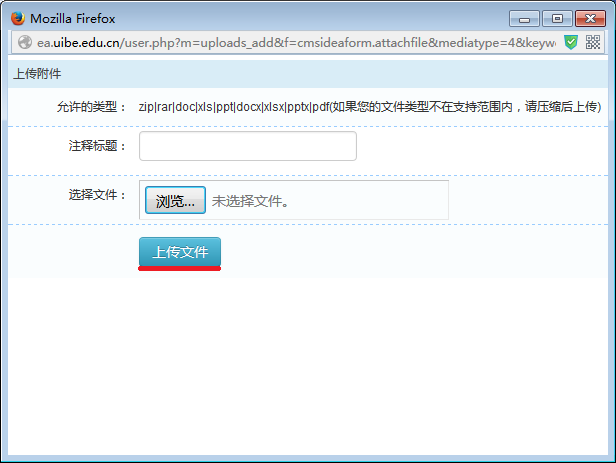 Mozilla Firefox
ea.uibe.edu.cn/user.php?m=uploads_add&f=cmsideaform.attachfile&mediatype=4&keyw
上传附件
允许的类型： zip|rar|doc|xls|ppt|docx|xlsx|pptx|pdf(如果您的文件类型不在支持范围内，请压缩后上传)
注释标题：
选择文件： 浏览... 未选择文件。
上传文件